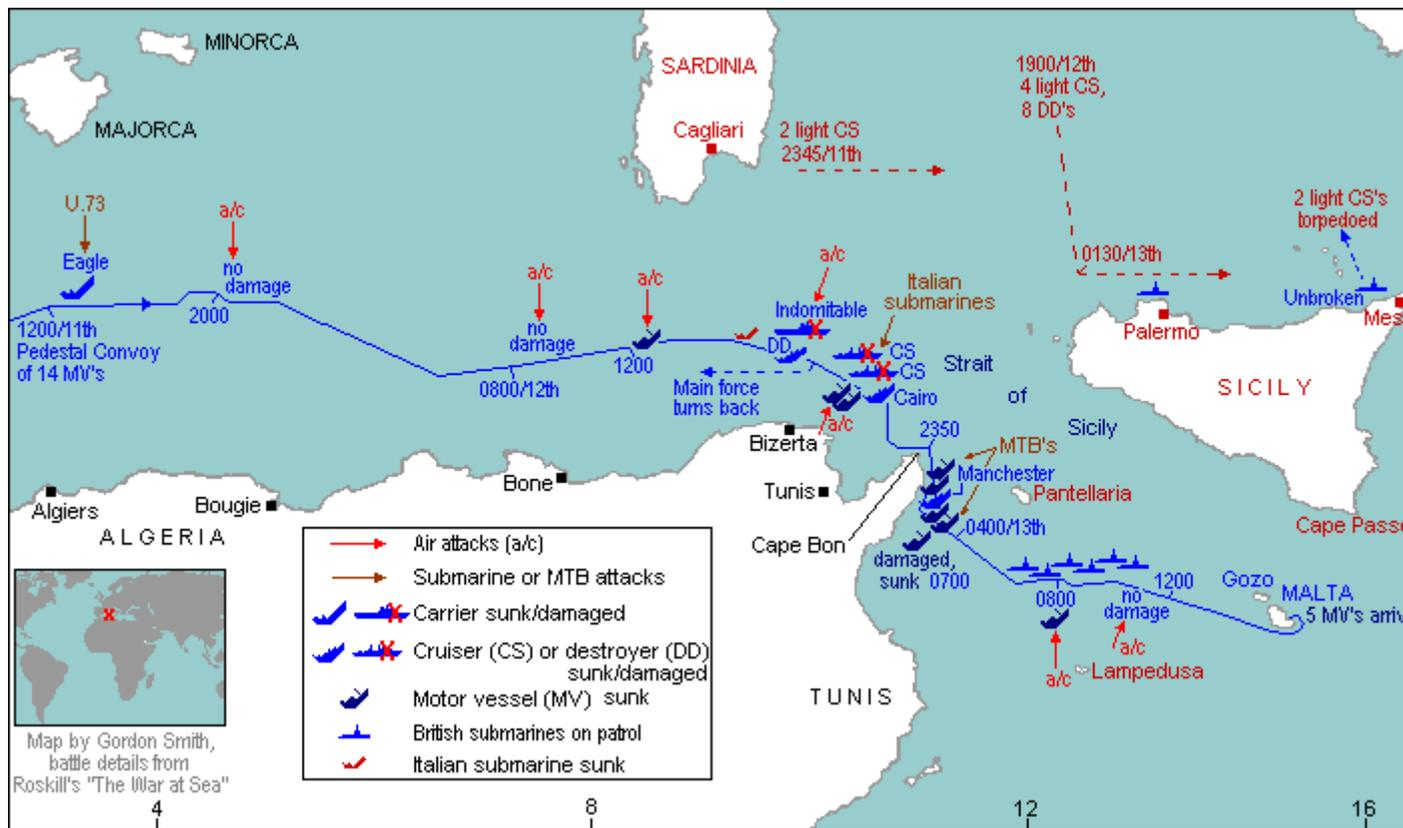 MINORCA
MAJORCA
SARDINIA
Cagliari
2 light CS
2345/11th
1900/12th
4 light CS,
8 DD's
0130/13th
2 light CS's
torpedoed
Unbroken
Mes
Palermo
SICILY
U.73
Eagle
a/c
no
damage
1200/11th
Pedestal Convoy
of 14 MV's
2000
a/c
no
damage
0800/12th
a/c
1200
a/c
Indomitable
DD
Italian
submarines
CS
CS
Cairo
Main force
turns back
a/c
Strait
of
Sicily
Bizerta
2350
MTB's
Manchester
Pantellaria
Tunis
Cape Bon
0400/13th
damaged,
sunk
0700
0800
a/c
no
damage
a/c
1200
Lampedusa
Gozo
MALTA
5 MV's arriv
Cape Passe
Algiers
Bougie
Bone
ALGERIA
TUNIS
Air attacks (a/c)
Submarine or MTB attacks
Carrier sunk/damaged
Cruiser (CS) or destroyer (DD)
sunk/damaged
Motor vessel (MV) sunk
British submarines on patrol
Italian submarine sunk
Map by Gordon Smith,
battle details from
Roskill's "The War at Sea"
4
8
12
16